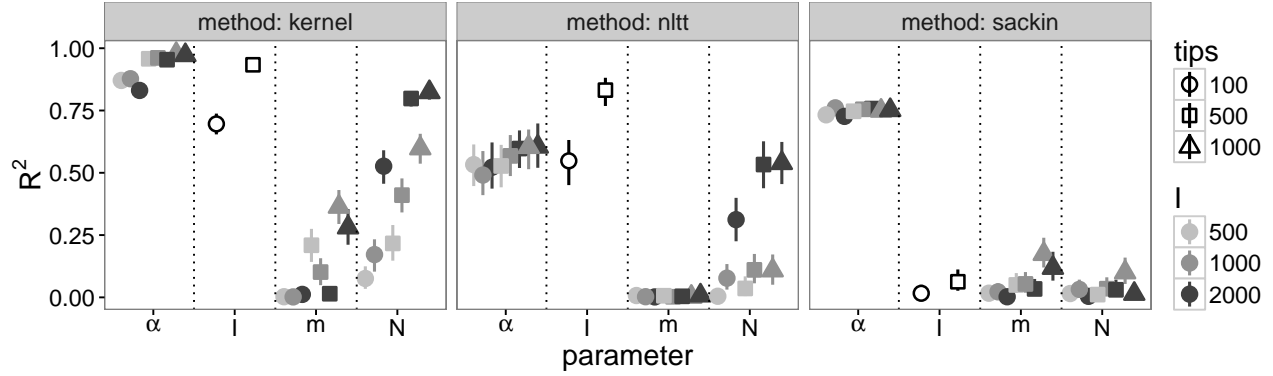 method: kernel method: nltt method: sackin
R²
1.00
0.75
0.50
0.25
0.00
α I m N α I m N α I m N
parameter
tips
100
500
1000
I
500
1000
2000